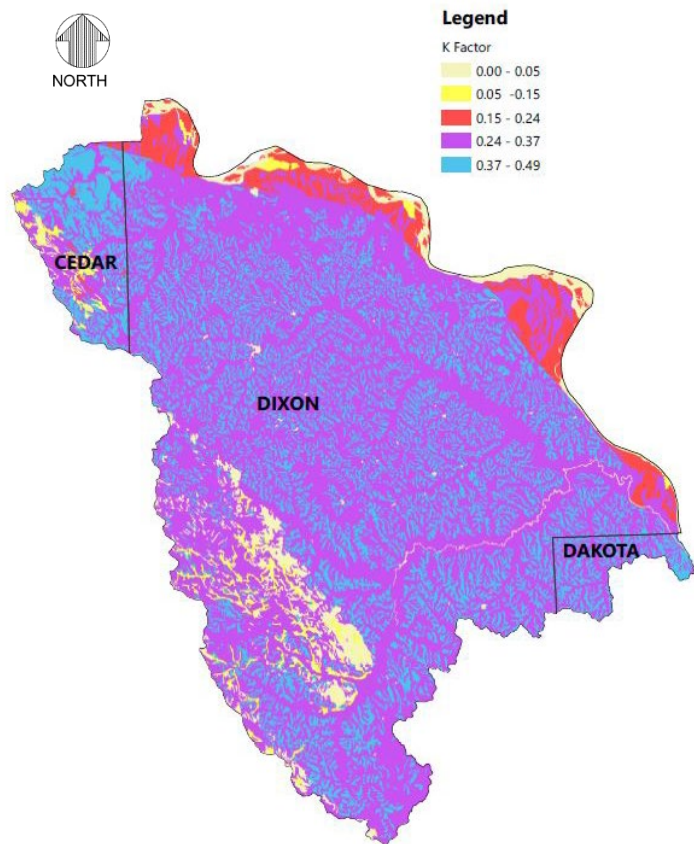 Legend
K Factor
0.00 - 0.05
0.05 -0.15
0.15 - 0.24
0.24 - 0.37
0.37 - 0.49
NORTH
CEDAR
DIXON
DAKOTA